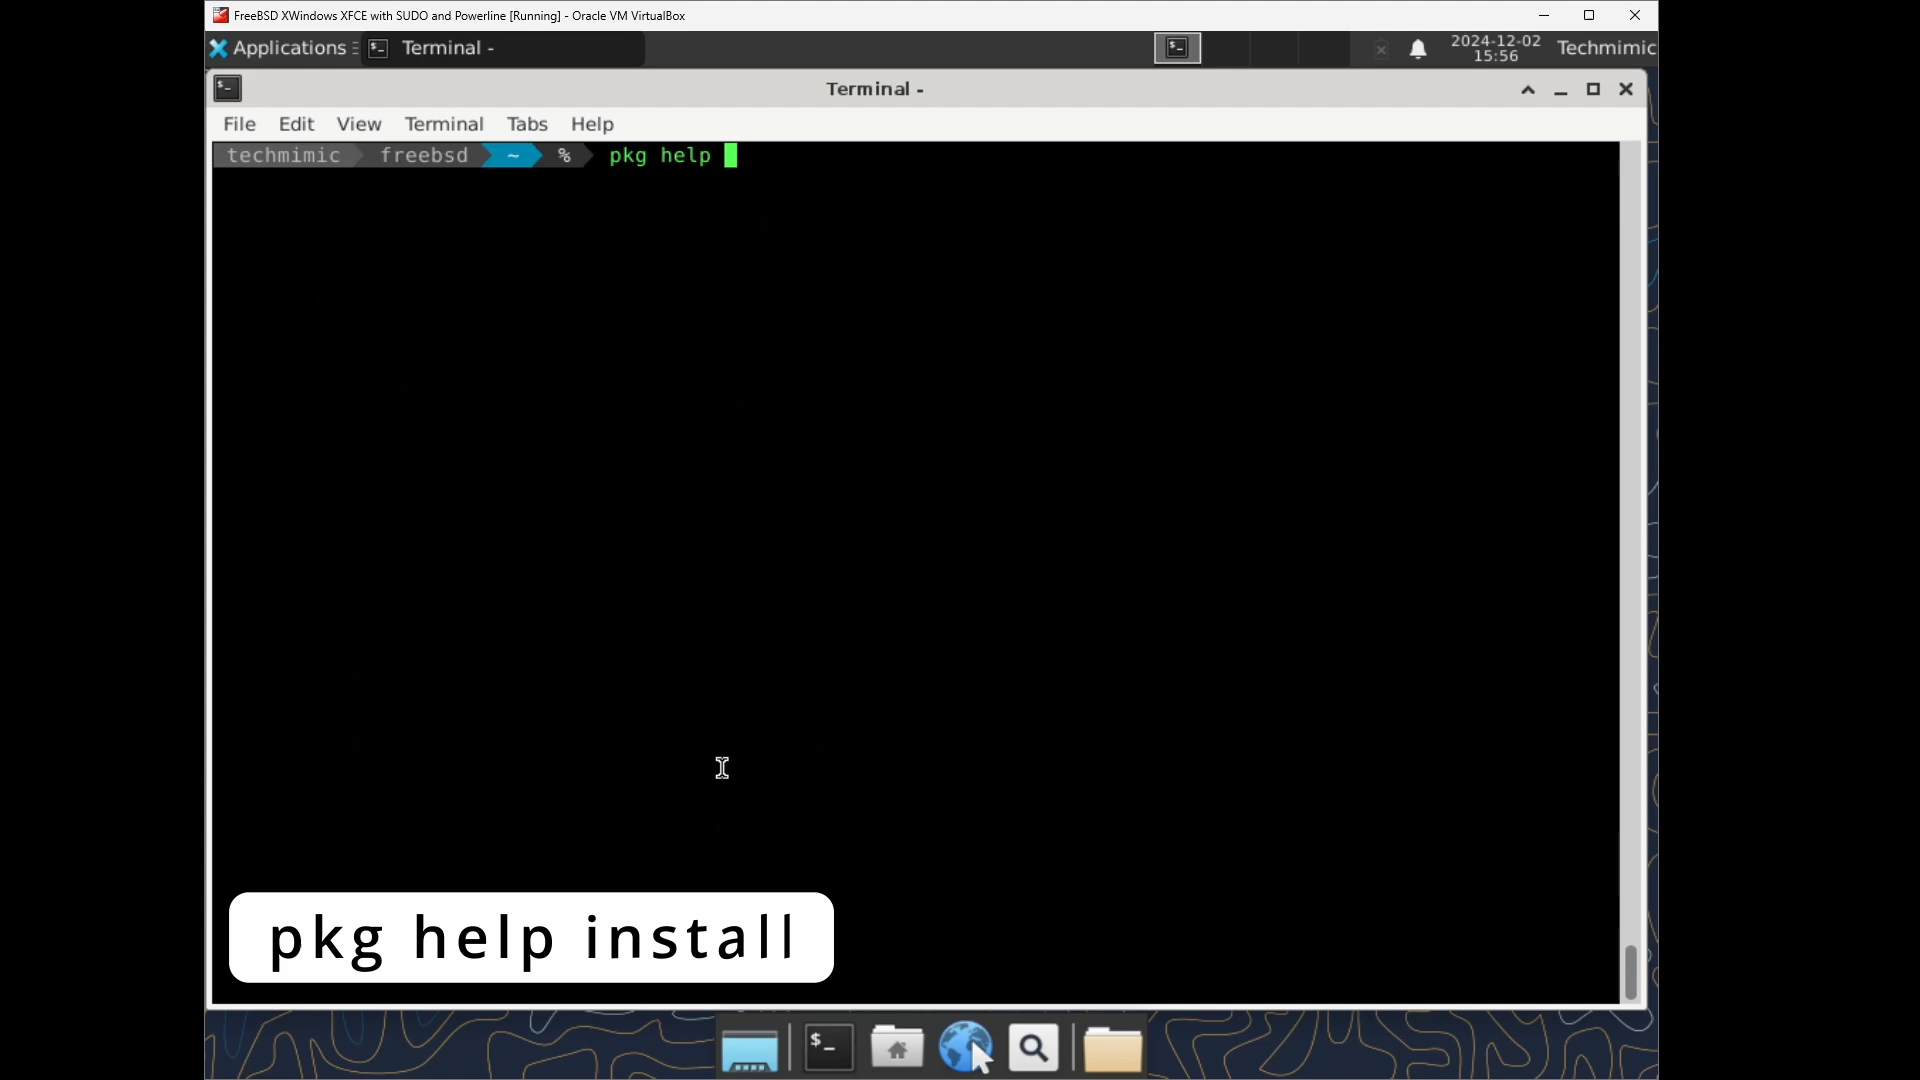 FreeBSD XWindows XFCE with SUDO and Powerline [Running] - Oracle VM VirtualBox
Applications Terminal - 2024-12-02 15:56 Techmimic
Terminal -
File Edit View Terminal Tabs Help
techmimic freebsd ~ % pkg help
pkg help install